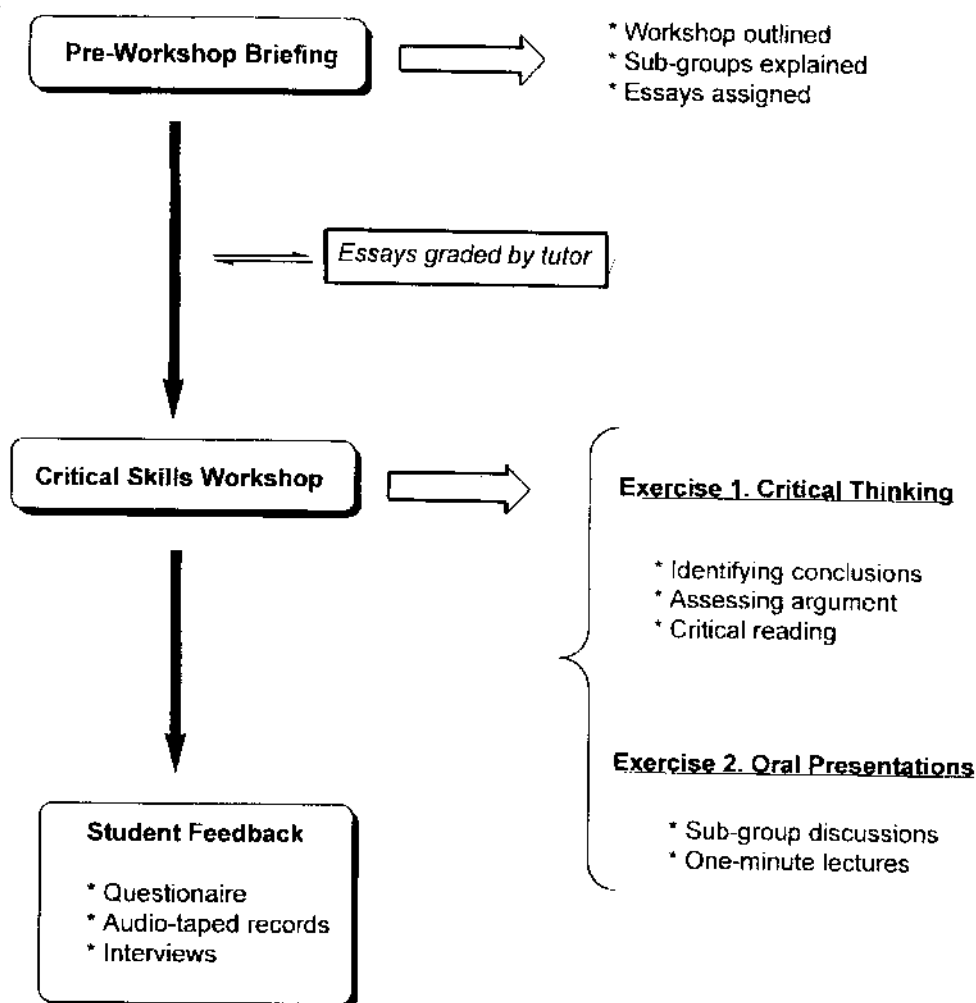 Pre-Workshop Briefing
* Workshop outlined
* Sub-groups explained
* Essays assigned
Essays graded by tutor
Critical Skills Workshop
Exercise 1. Critical Thinking
* Identifying conclusions
* Assessing argument
* Critical reading
Exercise 2. Oral Presentations
* Sub-group discussions
* One-minute lectures
Student Feedback
* Questionaire
* Audio-taped records
* Interviews